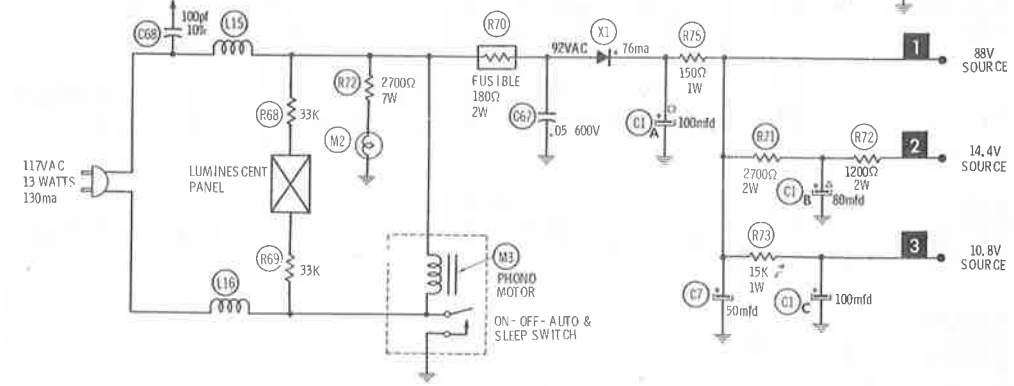 C68
100pf
10%
L15
R70
FUSIBLE
180Ω
2W
92VAC
X1
76ma
R75
150Ω
1W
1
88V
SOURCE
R72
2700Ω
7W
R68
33K
M2
C67
.05 600V
C1
A
100mfd
117VAC
13 WATTS
130ma
LUMINESCENT
PANEL
R71
2700Ω
2W
C1
B
80mfd
R72
1200Ω
2W
2
14.4V
SOURCE
R69
33K
L16
M3
PHONO
MOTOR
ON-OFF-AUTO &
SLEEP SWITCH
R73
15K
1W
C7
50mfd
C1
C
100mfd
3
10.8V
SOURCE